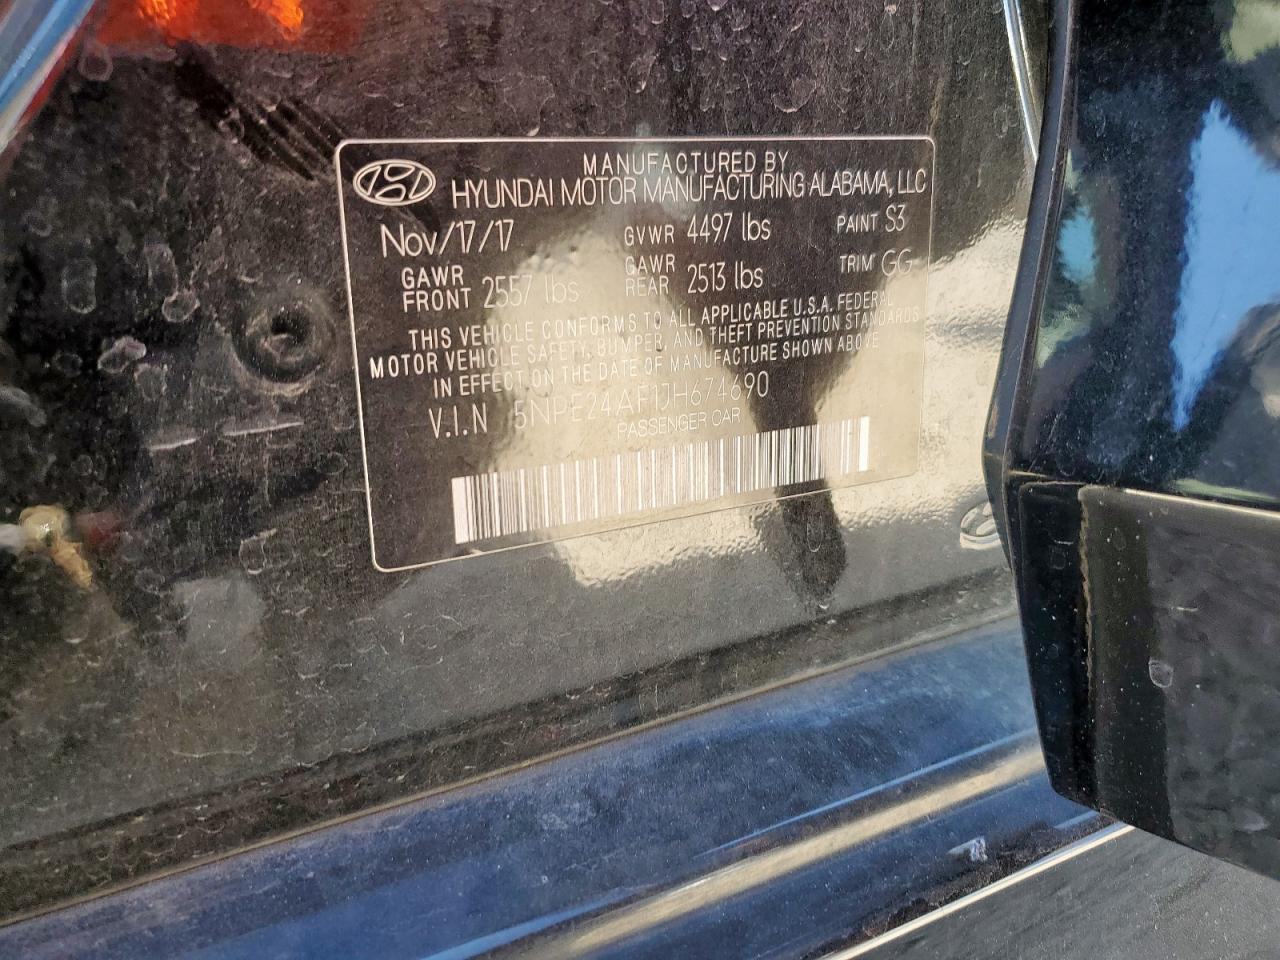 MANUFACTURED BY
HYUNDAI MOTOR MANUFACTURING ALABAMA, LLC
Nov/17/17 GVWR 4497 lbs PAINT S3
GAWR FRONT 2557 lbs GAWR REAR 2513 lbs TRIM GG
THIS VEHICLE CONFORMS TO ALL APPLICABLE U.S.A. FEDERAL
MOTOR VEHICLE SAFETY, BUMPER, AND THEFT PREVENTION STANDARDS
IN EFFECT ON THE DATE OF MANUFACTURE SHOWN ABOVE
V.I.N 5NPE24AF1JH674690
PASSENGER CAR